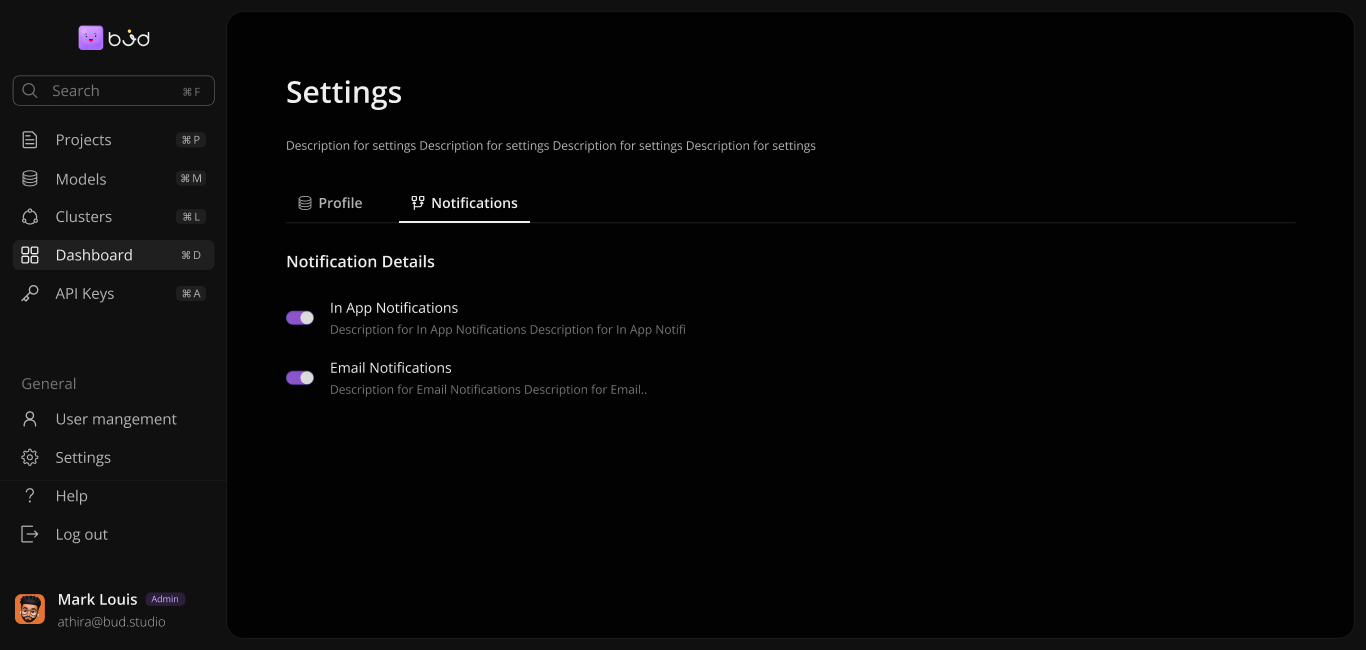 bud
Search ⌘ F
Projects ⌘ P
Models ⌘ M
Clusters ⌘ L
Dashboard ⌘ D
API Keys ⌘ A
General
User mangement
Settings
Help
Log out
Mark Louis Admin
athira@bud.studio
Settings
Description for settings Description for settings Description for settings Description for settings
Profile Notifications
Notification Details
In App Notifications
Description for In App Notifications Description for In App Notifi
Email Notifications
Description for Email Notifications Description for Email..